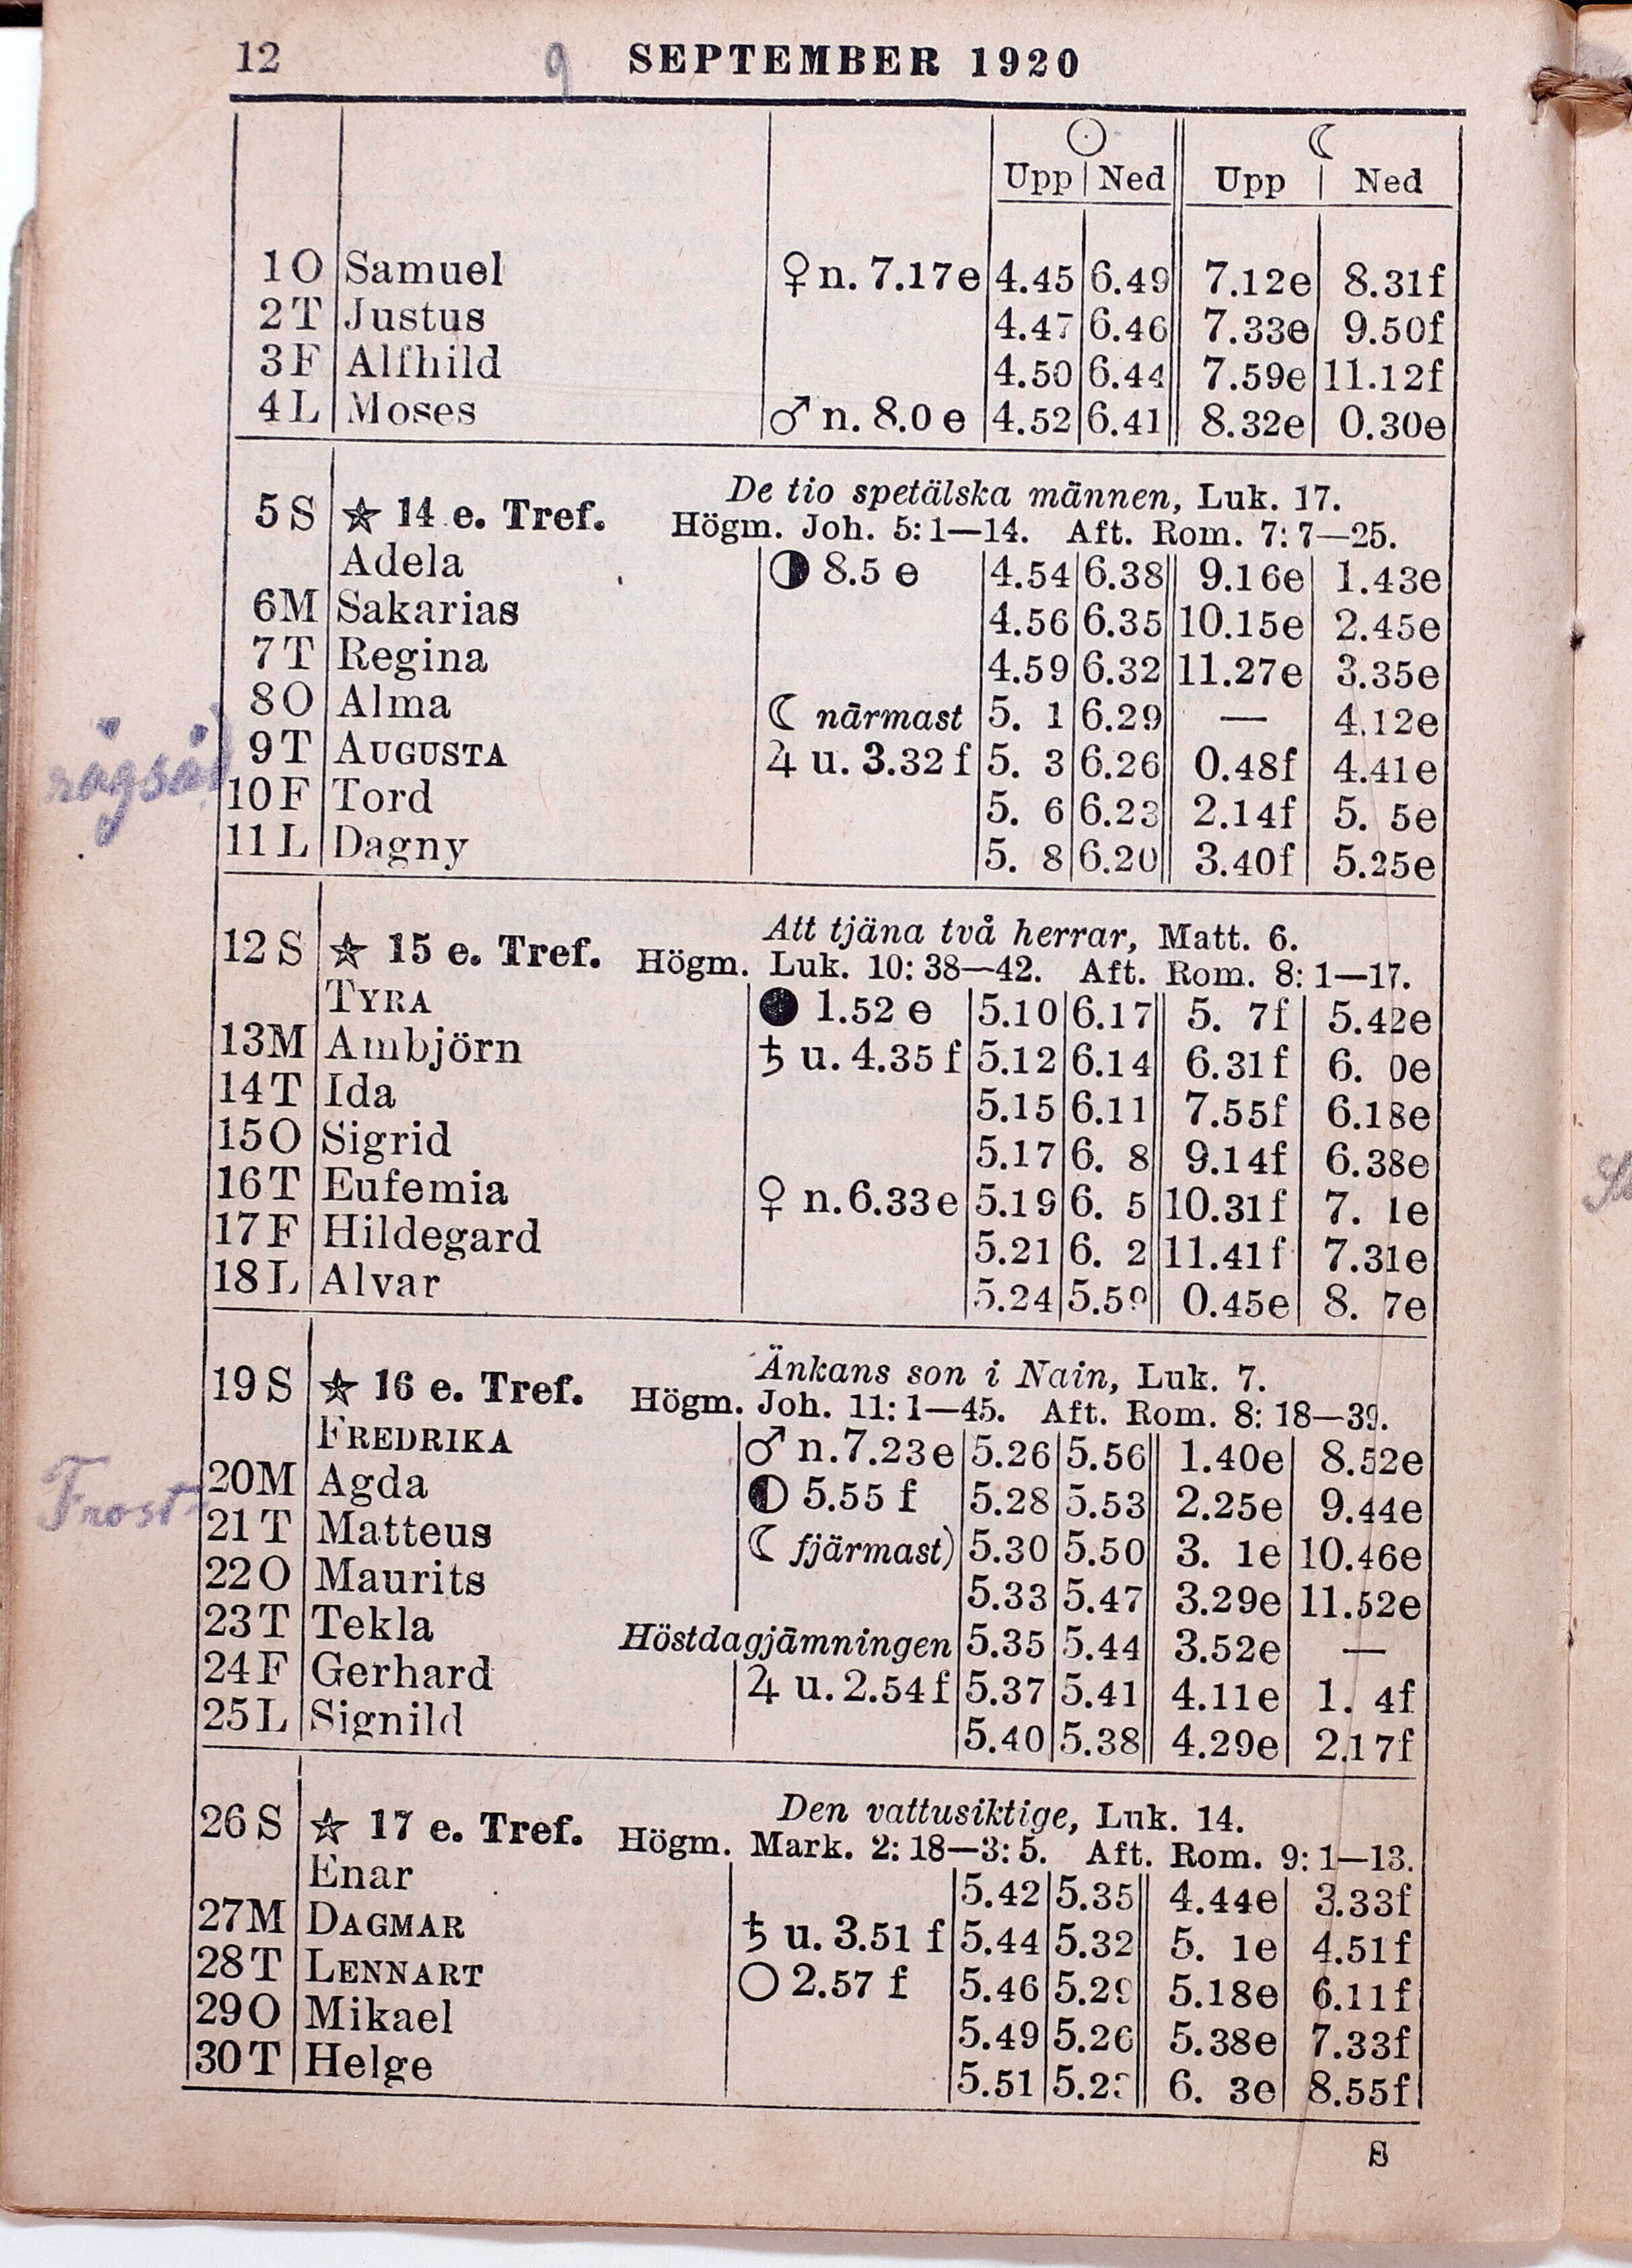 12 9 SEPTEMBER 1920
☉ ☾
Upp Ned Upp Ned
1 O Samuel ♀ n. 7.17e 4.45 6.49 7.12e 8.31f
2 T Justus 4.47 6.46 7.33e 9.50f
3 F Alfhild 4.50 6.44 7.59e 11.12f
4 L Moses ♂ n. 8.0 e 4.52 6.41 8.32e 0.30e
De tio spetälska männen, Luk. 17.
5 S ☆ 14 e. Tref. Högm. Joh. 5: 1—14. Aft. Rom. 7: 7—25.
Adela ◑ 8.5 e 4.54 6.38 9.16e 1.43e
6 M Sakarias 4.56 6.35 10.15e 2.45e
7 T Regina 4.59 6.32 11.27e 3.35e
8 O Alma ☾ närmast 5. 1 6.29 — 4.12e
9 T AUGUSTA ♃ u. 3.32 f 5. 3 6.26 0.48f 4.41e
rågsåg
10 F Tord 5. 6 6.23 2.14f 5. 5e
11 L Dagny 5. 8 6.20 3.40f 5.25e
Att tjäna två herrar, Matt. 6.
12 S ☆ 15 e. Tref. Högm. Luk. 10: 38—42. Aft. Rom. 8: 1—17.
TYRA ● 1.52 e 5.10 6.17 5. 7f 5.42e
13 M Ambjörn ♄ u. 4.35 f 5.12 6.14 6.31f 6. 0e
14 T Ida 5.15 6.11 7.55f 6.18e
15 O Sigrid 5.17 6. 8 9.14f 6.38e
16 T Eufemia ♀ n. 6.33e 5.19 6. 5 10.31f 7. 1e
17 F Hildegard 5.21 6. 2 11.41f 7.31e
18 L Alvar 5.24 5.59 0.45e 8. 7e
Änkans son i Nain, Luk. 7.
19 S ☆ 16 e. Tref. Högm. Joh. 11: 1—45. Aft. Rom. 8: 18—39.
FREDRIKA ♂ n. 7.23e 5.26 5.56 1.40e 8.52e
20 M Agda ◐ 5.55 f 5.28 5.53 2.25e 9.44e
Frost
21 T Matteus ☾ fjärmast) 5.30 5.50 3. 1e 10.46e
22 O Maurits 5.33 5.47 3.29e 11.52e
23 T Tekla Höstdagjämningen 5.35 5.44 3.52e —
24 F Gerhard ♃ u. 2.54 f 5.37 5.41 4.11e 1. 4f
25 L Signild 5.40 5.38 4.29e 2.17f
Den vattusiktige, Luk. 14.
26 S ☆ 17 e. Tref. Högm. Mark. 2: 18—3: 5. Aft. Rom. 9: 1—13.
Enar 5.42 5.35 4.44e 3.33f
27 M DAGMAR ♄ u. 3.51 f 5.44 5.32 5. 1e 4.51f
28 T LENNART ○ 2.57 f 5.46 5.29 5.18e 6.11f
29 O Mikael 5.49 5.26 5.38e 7.33f
30 T Helge 5.51 5.23 6. 3e 8.55f
S